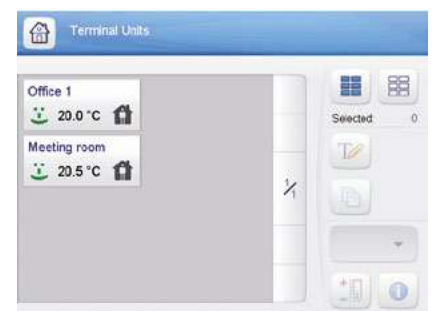 Terminal Units
Office 1
20.0 °C
Meeting room
20.5 °C
1/1
Selected: 0